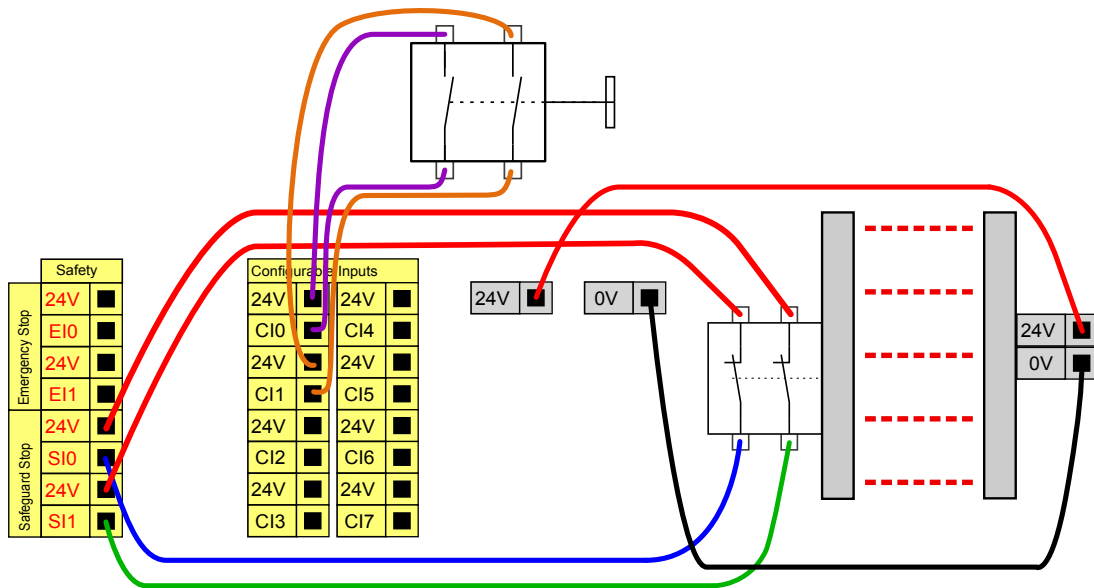 Safety
Emergency Stop
24V
EI0
24V
EI1
Safeguard Stop
24V
SI0
24V
SI1
Configurable Inputs
24V 24V
CI0 CI4
24V 24V
CI1 CI5
24V 24V
CI2 CI6
24V 24V
CI3 CI7
24V
0V
24V
0V